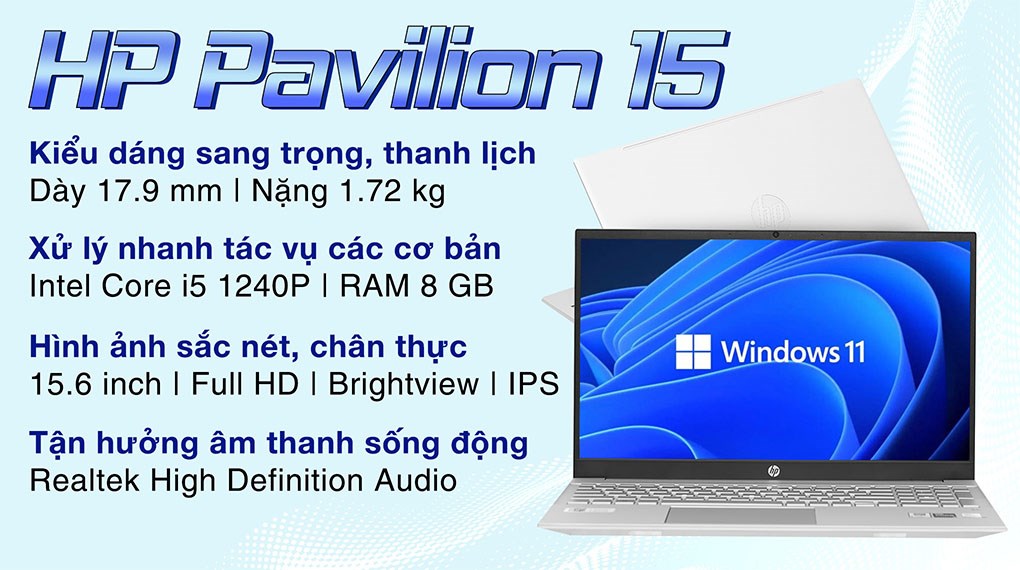 HP Pavilion 15
Kiểu dáng sang trọng, thanh lịch
Dày 17.9 mm | Nặng 1.72 kg
Xử lý nhanh tác vụ các cơ bản
Intel Core i5 1240P | RAM 8 GB
Hình ảnh sắc nét, chân thực
15.6 inch | Full HD | Brightview | IPS
Tận hưởng âm thanh sống động
Realtek High Definition Audio
hp
Windows 11
hp